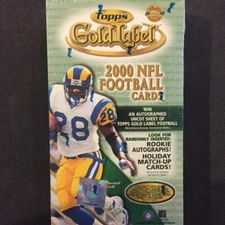 Topps
Gold Label
2000 NFL
FOOTBALL
CARDS
WIN
AN AUTOGRAPHED
UNCUT SHEET OF
TOPPS GOLD LABEL FOOTBALL
LOOK FOR
RANDOMLY INSERTED:
ROOKIE
AUTOGRAPHS!
HOLIDAY
MATCH-UP
CARDS!
28